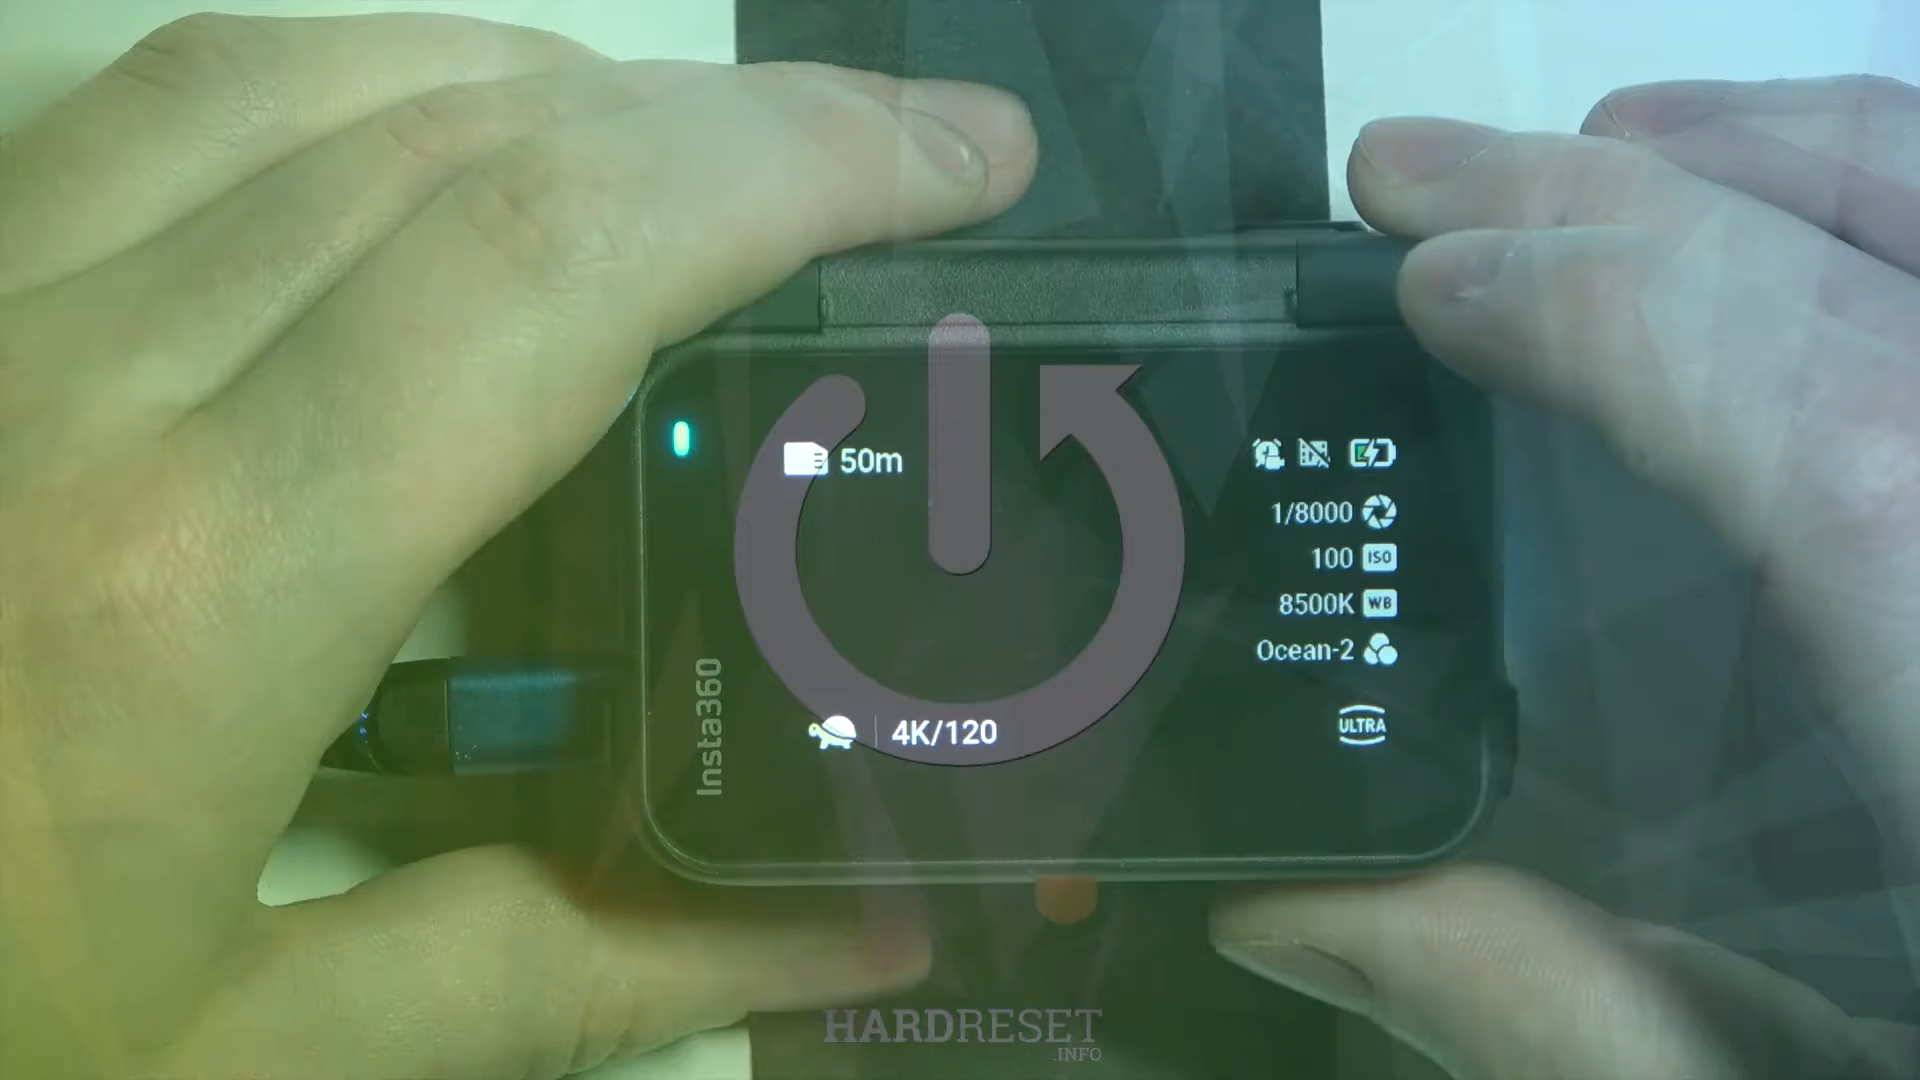 50m
1/8000
100 ISO
8500K WB
Ocean-2
Insta360
4K/120
ULTRA
HARDRESET
.INFO